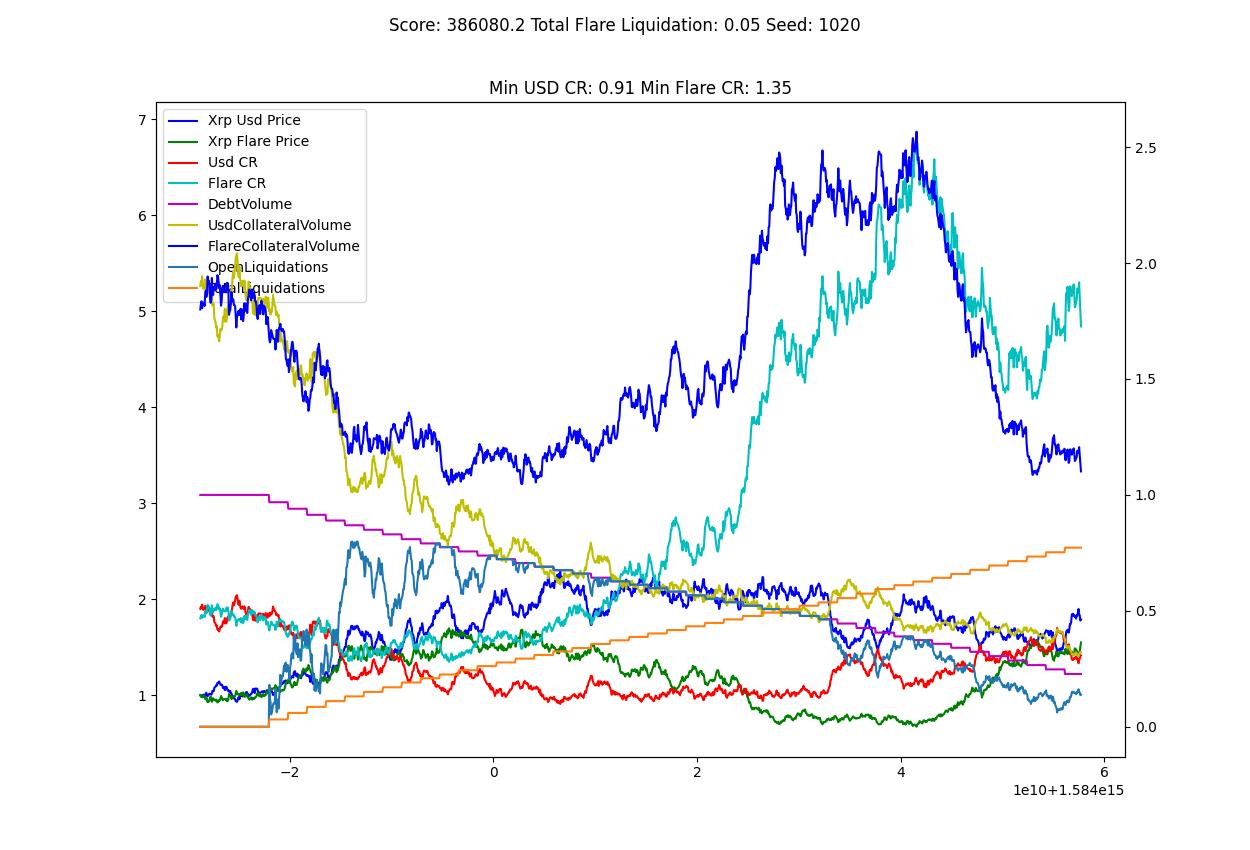 Score: 386080.2 Total Flare Liquidation: 0.05 Seed: 1020
Min USD CR: 0.91 Min Flare CR: 1.35
Xrp Usd Price
Xrp Flare Price
Usd CR
Flare CR
DebtVolume
UsdCollateralVolume
FlareCollateralVolume
OpenLiquidations
TotalLiquidations
7
6
5
4
3
2
1
2.5
2.0
1.5
1.0
0.5
0.0
−2
0
2
4
6
1e10+1.584e15